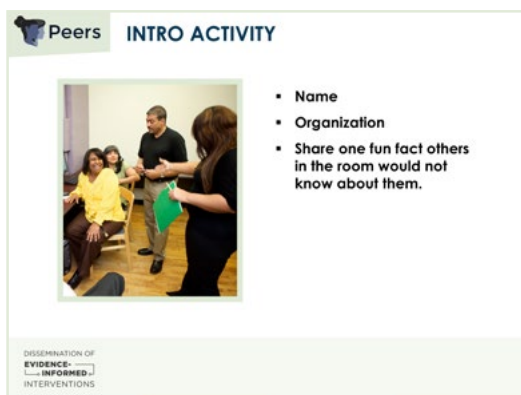 Peers
INTRO ACTIVITY
▪ Name
▪ Organization
▪ Share one fun fact others
in the room would not
know about them.
DISSEMINATION OF
EVIDENCE-
INFORMED
INTERVENTIONS